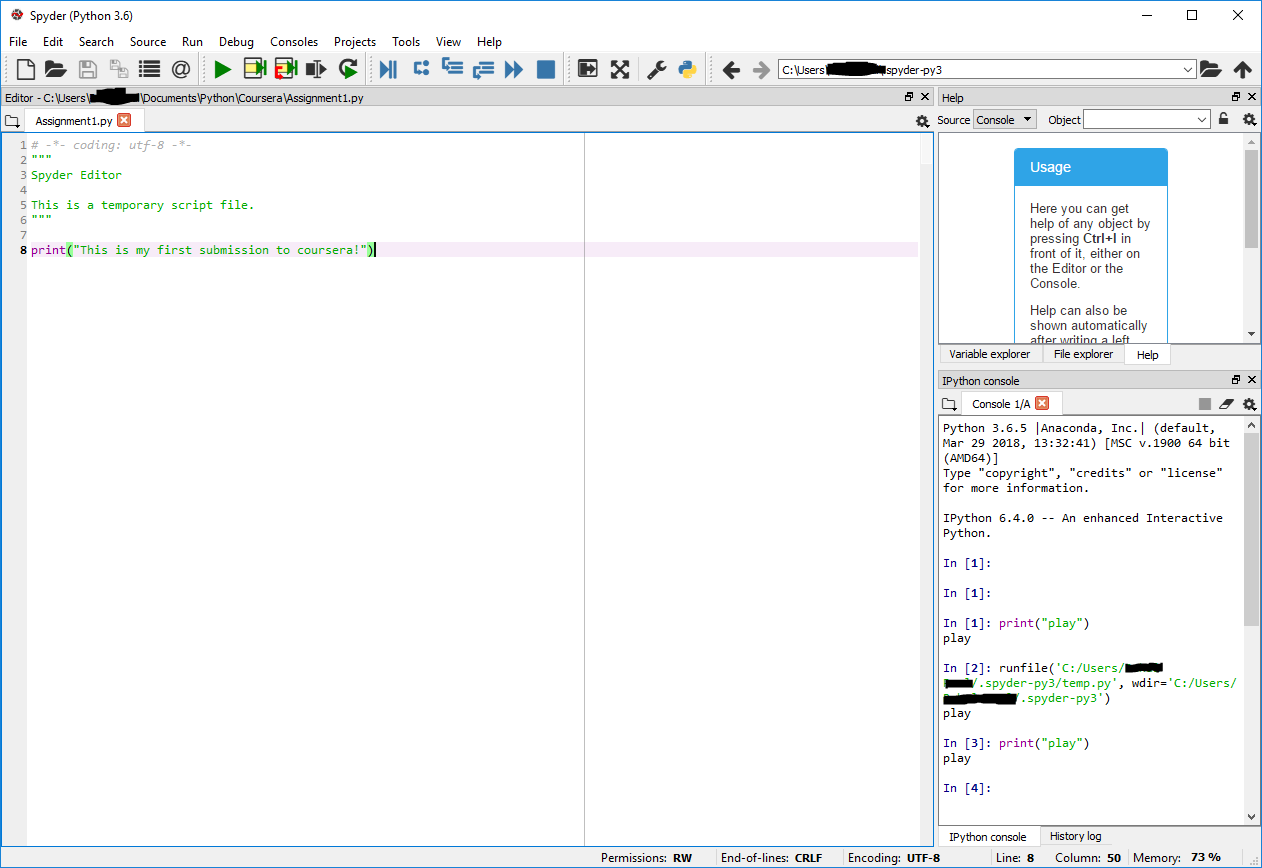 Spyder (Python 3.6)
File Edit Search Source Run Debug Consoles Projects Tools View Help
C:\Users\ \spyder-py3
Editor - C:\Users\ \Documents\Python\Coursera\Assignment1.py
Assignment1.py
1 # -*- coding: utf-8 -*-
2 """
3 Spyder Editor
4
5 This is a temporary script file.
6 """
7
8 print("This is my first submission to coursera!")
Help
Source Console Object
Usage
Here you can get
help of any object by
pressing Ctrl+I in
front of it, either on
the Editor or the
Console.
Help can also be
shown automatically
after writing a left
Variable explorer File explorer Help
IPython console
Console 1/A
Python 3.6.5 |Anaconda, Inc.| (default,
Mar 29 2018, 13:32:41) [MSC v.1900 64 bit
(AMD64)]
Type "copyright", "credits" or "license"
for more information.
IPython 6.4.0 -- An enhanced Interactive
Python.
In [1]:
In [1]:
In [1]: print("play")
play
In [2]: runfile('C:/Users/
/.spyder-py3/temp.py', wdir='C:/Users/
/.spyder-py3')
play
In [3]: print("play")
play
In [4]:
IPython console History log
Permissions: RW End-of-lines: CRLF Encoding: UTF-8 Line: 8 Column: 50 Memory: 73 %